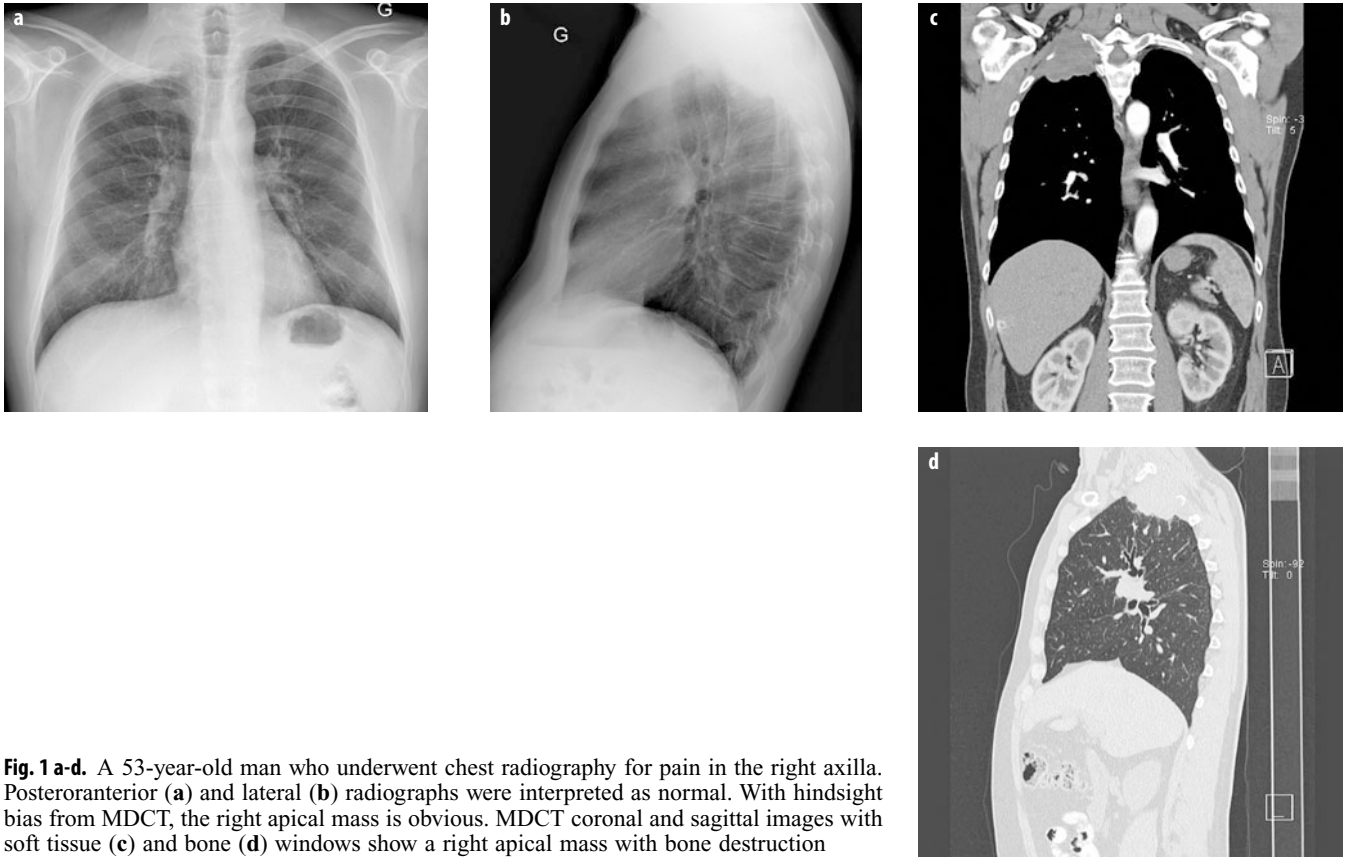 a
G
b
G
c
Spin: -3
Tilt: 5
A
d
Spin: -92
Tilt: 0
L
Fig. 1 a-d. A 53-year-old man who underwent chest radiography for pain in the right axilla.
Posteroranterior (a) and lateral (b) radiographs were interpreted as normal. With hindsight
bias from MDCT, the right apical mass is obvious. MDCT coronal and sagittal images with
soft tissue (c) and bone (d) windows show a right apical mass with bone destruction